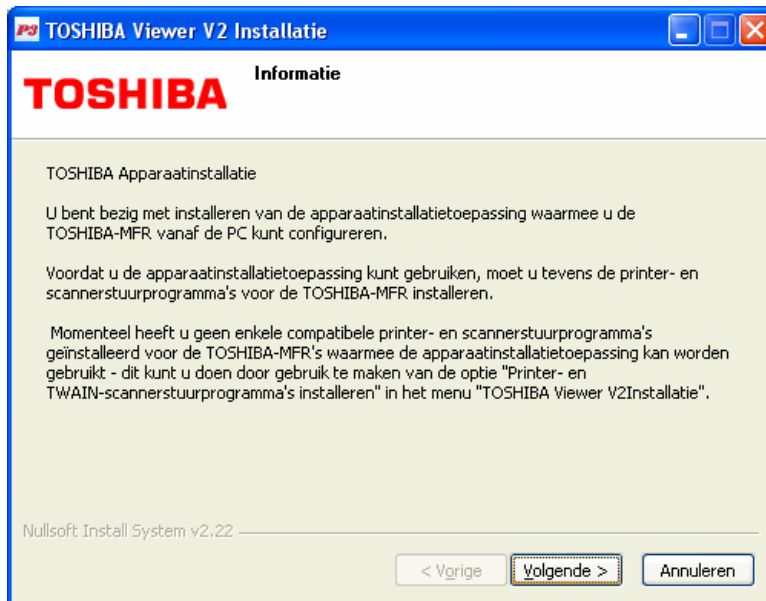 P3 TOSHIBA Viewer V2 Installatie
TOSHIBA
Informatie
TOSHIBA Apparaatinstallatie
U bent bezig met installeren van de apparaatinstallatietoepassing waarmee u de
TOSHIBA-MFR vanaf de PC kunt configureren.
Voordat u de apparaatinstallatietoepassing kunt gebruiken, moet u tevens de printer- en
scannerstuurprogramma's voor de TOSHIBA-MFR installeren.
Momenteel heeft u geen enkele compatibele printer- en scannerstuurprogramma's
geïnstalleerd voor de TOSHIBA-MFR's waarmee de apparaatinstallatietoepassing kan worden
gebruikt - dit kunt u doen door gebruik te maken van de optie "Printer- en
TWAIN-scannerstuurprogramma's installeren" in het menu "TOSHIBA Viewer V2Installatie".
Nullsoft Install System v2.22
< Vorige
Volgende >
Annuleren